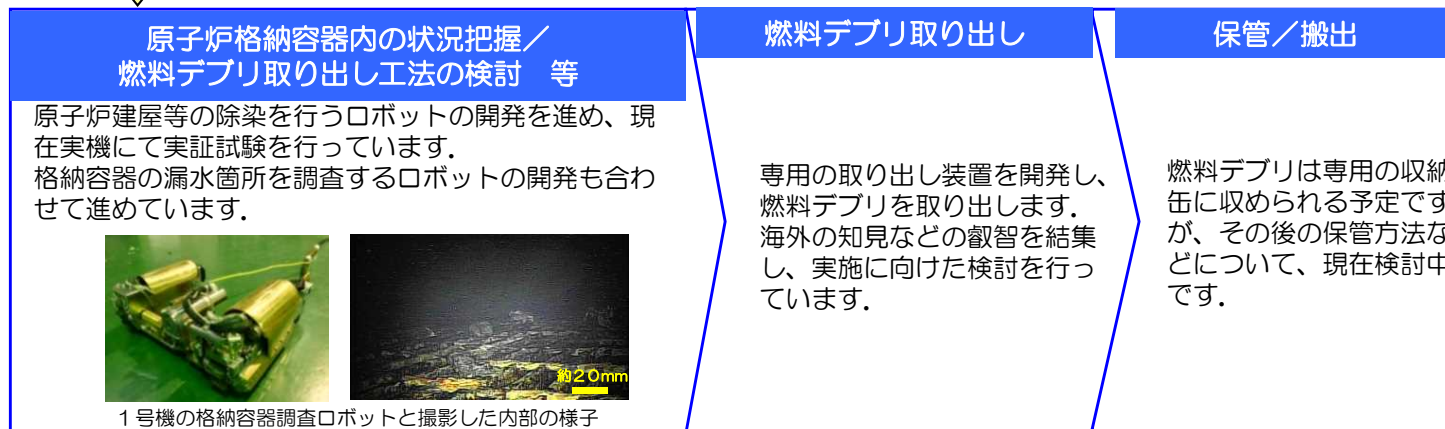 原子炉格納容器内の状況把握／
燃料デブリ取り出し工法の検討　等
原子炉建屋等の除染を行うロボットの開発を進め、現
在実機にて実証試験を行っています．
格納容器の漏水箇所を調査するロボットの開発も合わ
せて進めています．
約２０mm
１号機の格納容器調査ロボットと撮影した内部の様子
燃料デブリ取り出し
専用の取り出し装置を開発し、
燃料デブリを取り出します．
海外の知見などの叡智を結集
し、実施に向けた検討を行っ
ています．
保管／搬出
燃料デブリは専用の収納
缶に収められる予定です
が、その後の保管方法な
どについて、現在検討中
です．